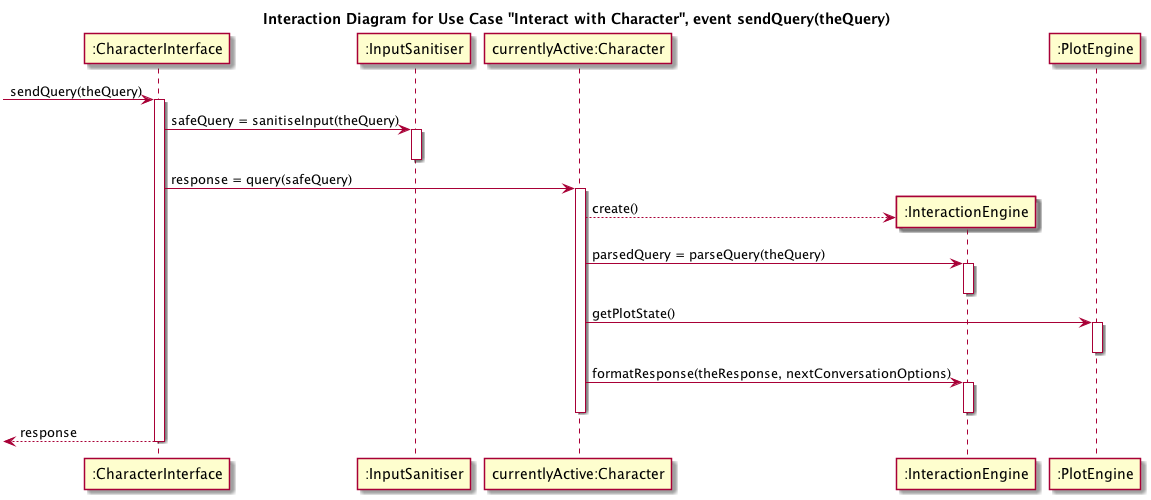 Interaction Diagram for Use Case "Interact with Character", event sendQuery(theQuery)
:CharacterInterface
:InputSanitiser
currentlyActive:Character
:PlotEngine
sendQuery(theQuery)
safeQuery = sanitiseInput(theQuery)
response = query(safeQuery)
create()
:InteractionEngine
parsedQuery = parseQuery(theQuery)
getPlotState()
formatResponse(theResponse, nextConversationOptions)
response
:CharacterInterface
:InputSanitiser
currentlyActive:Character
:InteractionEngine
:PlotEngine